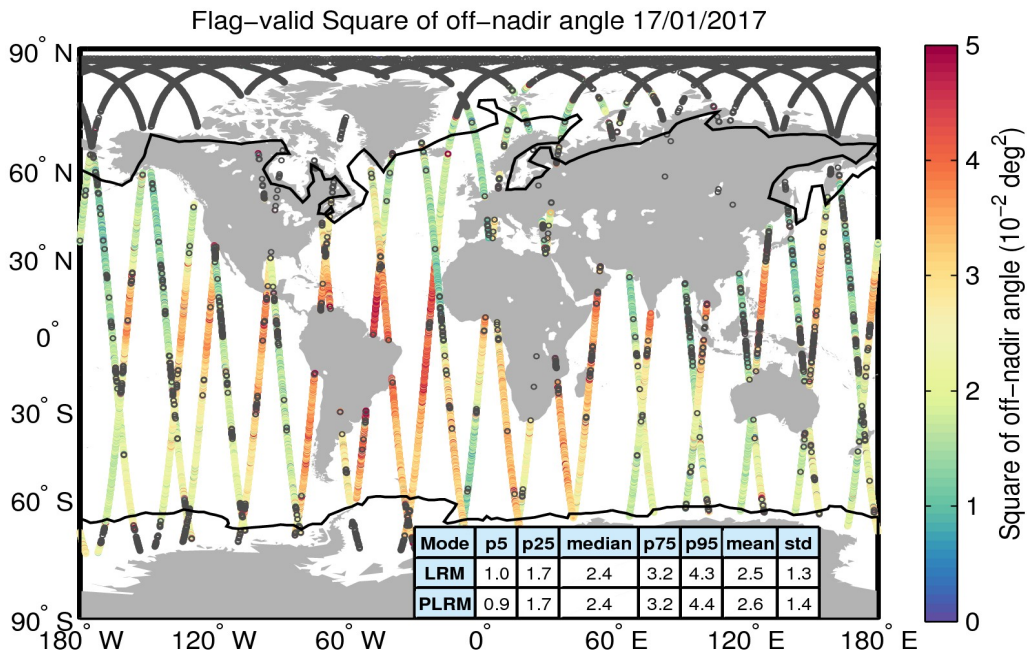 Flag−valid Square of off−nadir angle 17/01/2017
90° N
60° N
30° N
0°
30° S
60° S
90° S
180° W
120° W
60° W
0°
60° E
120° E
180° E
Mode p5 p25 median p75 p95 mean std
LRM 1.0 1.7 2.4 3.2 4.3 2.5 1.3
PLRM 0.9 1.7 2.4 3.2 4.4 2.6 1.4
5
4
3
2
1
0
Square of off−nadir angle (10⁻² deg²)